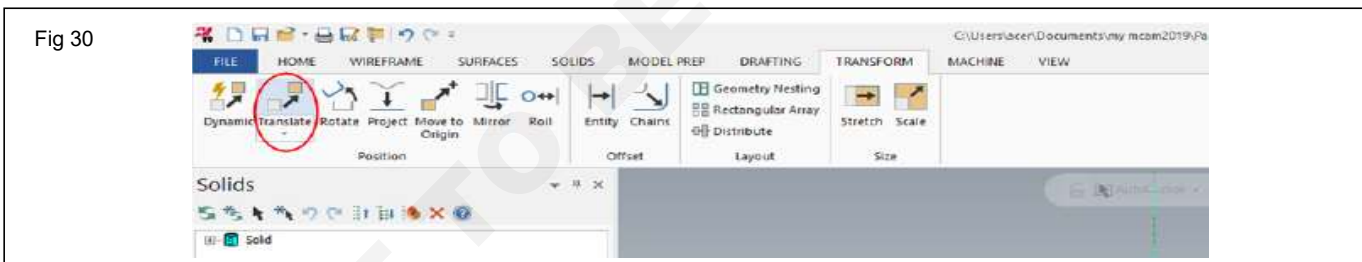 Fig 30
C:\Users\acer\Documents\my mcam2019\Pa
FILE HOME WIREFRAME SURFACES SOLIDS MODEL PREP DRAFTING TRANSFORM MACHINE VIEW
Dynamic Translate Rotate Project Move to Origin Mirror Roll
Entity Chains
Geometry Nesting
Rectangular Array
Distribute
Stretch Scale
Position Offset Layout Size
Solids
Solid
TO BE